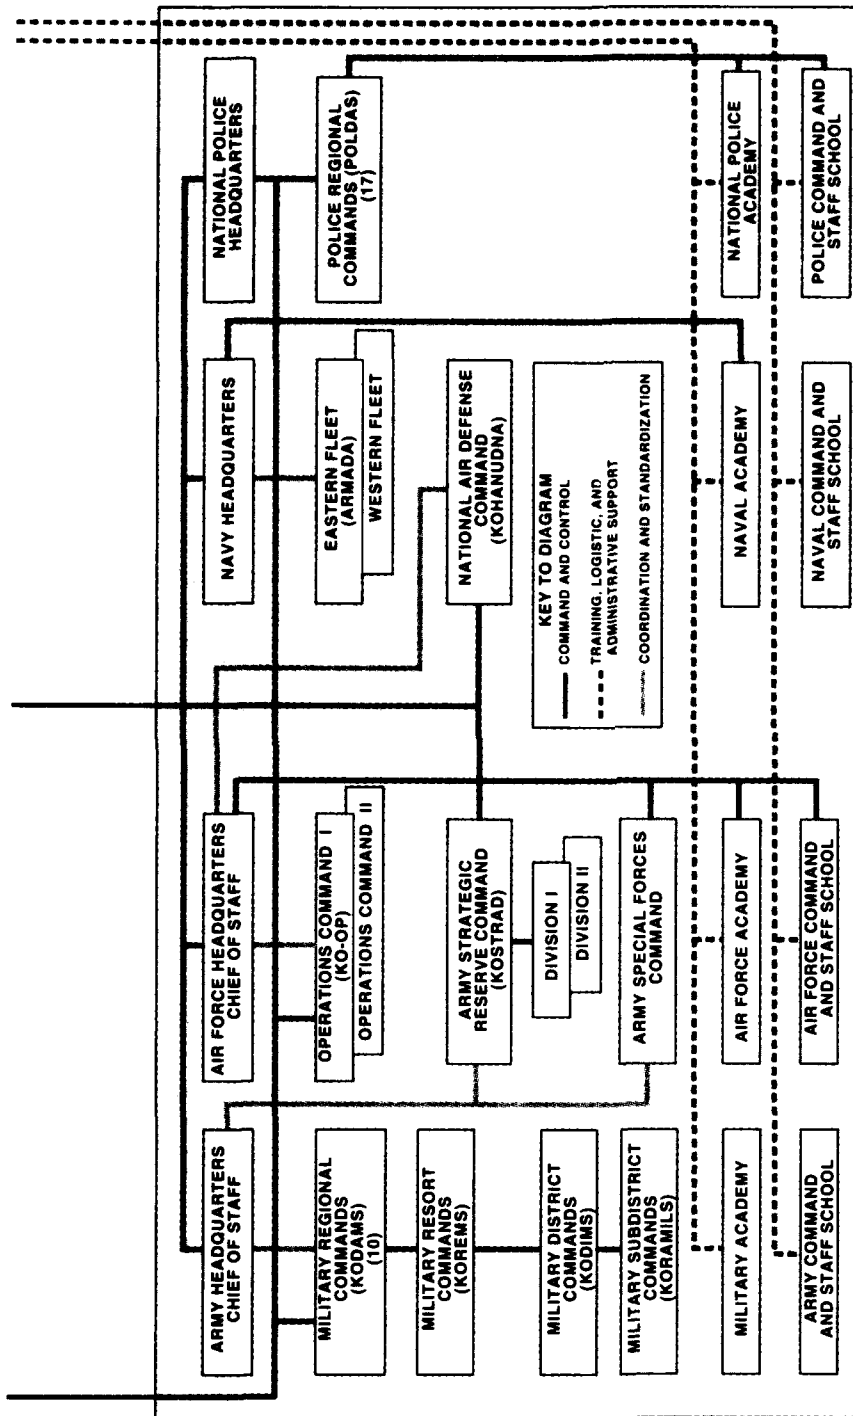 ARMY HEADQUARTERS
CHIEF OF STAFF
AIR FORCE HEADQUARTERS
CHIEF OF STAFF
NAVY HEADQUARTERS
NATIONAL POLICE
HEADQUARTERS
MILITARY REGIONAL
COMMANDS
(KODAMS)
(10)
OPERATIONS COMMAND I
(KO-OP)
OPERATIONS COMMAND II
EASTERN FLEET
(ARMADA)
WESTERN FLEET
POLICE REGIONAL
COMMANDS (POLDAS)
(17)
MILITARY RESORT
COMMANDS
(KOREMS)
ARMY STRATEGIC
RESERVE COMMAND
(KOSTRAD)
NATIONAL AIR DEFENSE
COMMAND
(KOHANUDNA)
MILITARY DISTRICT
COMMANDS
(KODIMS)
DIVISION I
DIVISION II
MILITARY SUBDISTRICT
COMMANDS
(KORAMILS)
ARMY SPECIAL FORCES
COMMAND
KEY TO DIAGRAM
COMMAND AND CONTROL
TRAINING, LOGISTIC, AND
ADMINISTRATIVE SUPPORT
COORDINATION AND STANDARDIZATION
MILITARY ACADEMY
AIR FORCE ACADEMY
NAVAL ACADEMY
NATIONAL POLICE
ACADEMY
ARMY COMMAND
AND STAFF SCHOOL
AIR FORCE COMMAND
AND STAFF SCHOOL
NAVAL COMMAND AND
STAFF SCHOOL
POLICE COMMAND AND
STAFF SCHOOL